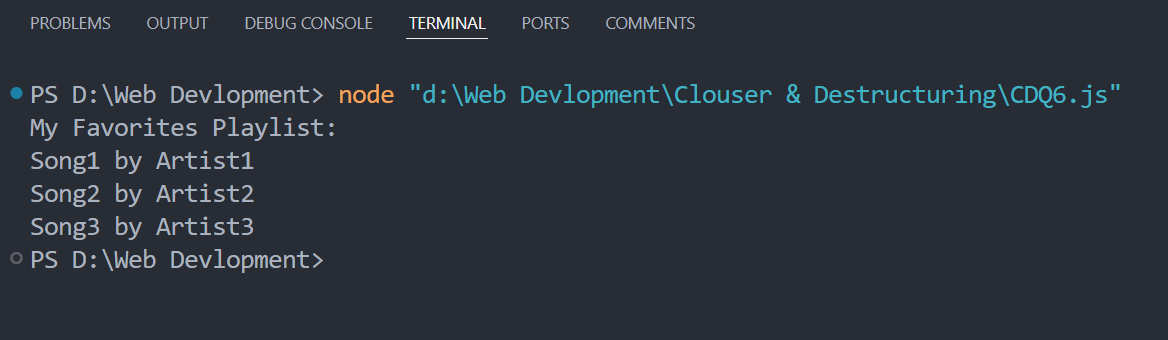 PROBLEMS OUTPUT DEBUG CONSOLE TERMINAL PORTS COMMENTS
PS D:\Web Devlopment> node "d:\Web Devlopment\Clouser & Destructuring\CDQ6.js"
My Favorites Playlist:
Song1 by Artist1
Song2 by Artist2
Song3 by Artist3
PS D:\Web Devlopment>